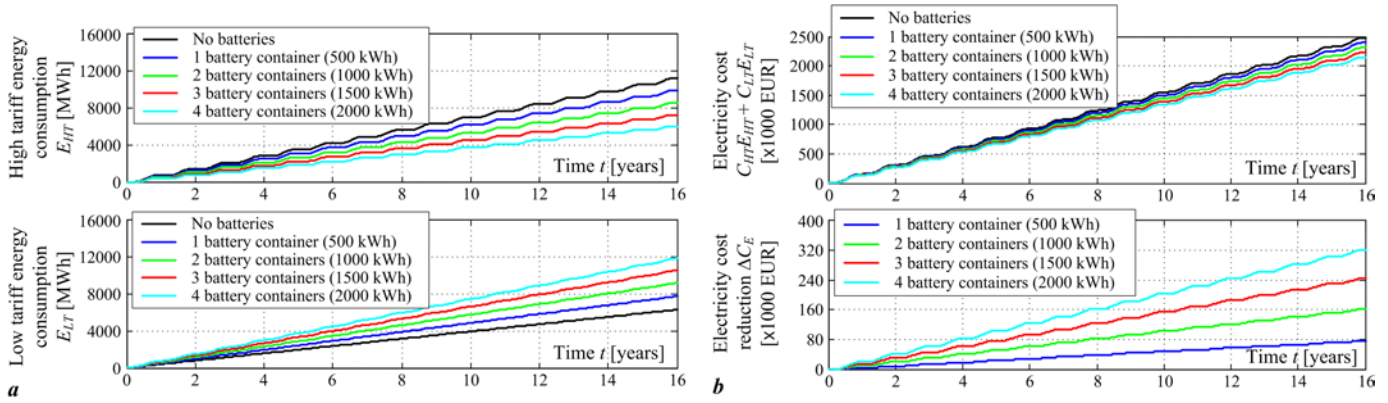 High tariff energy
consumption
E_HT [MWh]
16000
12000
8000
4000
0
No batteries
1 battery container (500 kWh)
2 battery containers (1000 kWh)
3 battery containers (1500 kWh)
4 battery containers (2000 kWh)
Time t [years]
0 2 4 6 8 10 12 14 16
Low tariff energy
consumption
E_LT [MWh]
16000
12000
8000
4000
0
No batteries
1 battery container (500 kWh)
2 battery containers (1000 kWh)
3 battery containers (1500 kWh)
4 battery containers (2000 kWh)
Time t [years]
0 2 4 6 8 10 12 14 16
a
Electricity cost
C_HT E_HT + C_LT E_LT
[x1000 EUR]
2500
2000
1500
1000
500
0
No batteries
1 battery container (500 kWh)
2 battery containers (1000 kWh)
3 battery containers (1500 kWh)
4 battery containers (2000 kWh)
Time t [years]
0 2 4 6 8 10 12 14 16
Electricity cost
reduction ΔC_E
[x1000 EUR]
400
320
240
160
80
0
1 battery container (500 kWh)
2 battery containers (1000 kWh)
3 battery containers (1500 kWh)
4 battery containers (2000 kWh)
Time t [years]
0 2 4 6 8 10 12 14 16
b